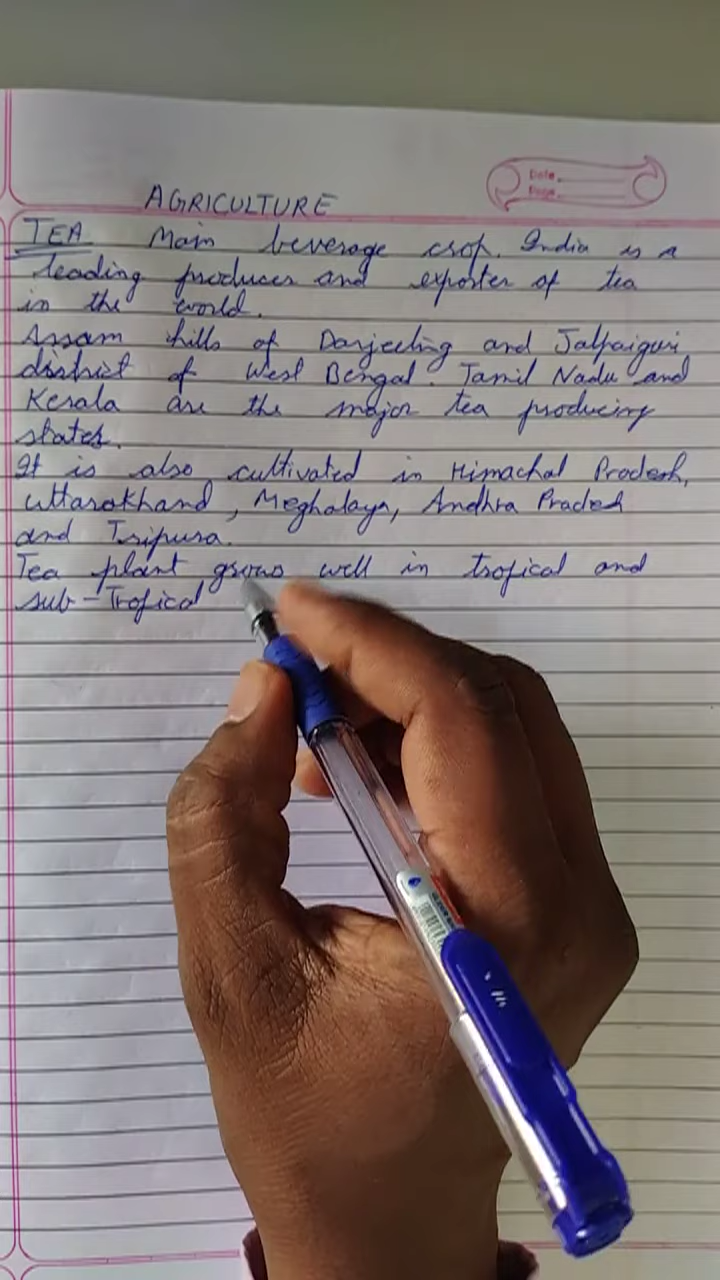 Date
Page
AGRICULTURE
TEA Main beverage crop. India is a
leading producer and exporter of tea
in the world.
Assam hills of Darjeeling and Jalpaiguri
district of West Bengal. Tamil Nadu and
Kerala are the major tea producing
states.
It is also cultivated in Himachal Pradesh,
Uttarakhand, Meghalaya, Andhra Pradesh
and Tripura.
Tea plant grows well in tropical and
sub-Tropical